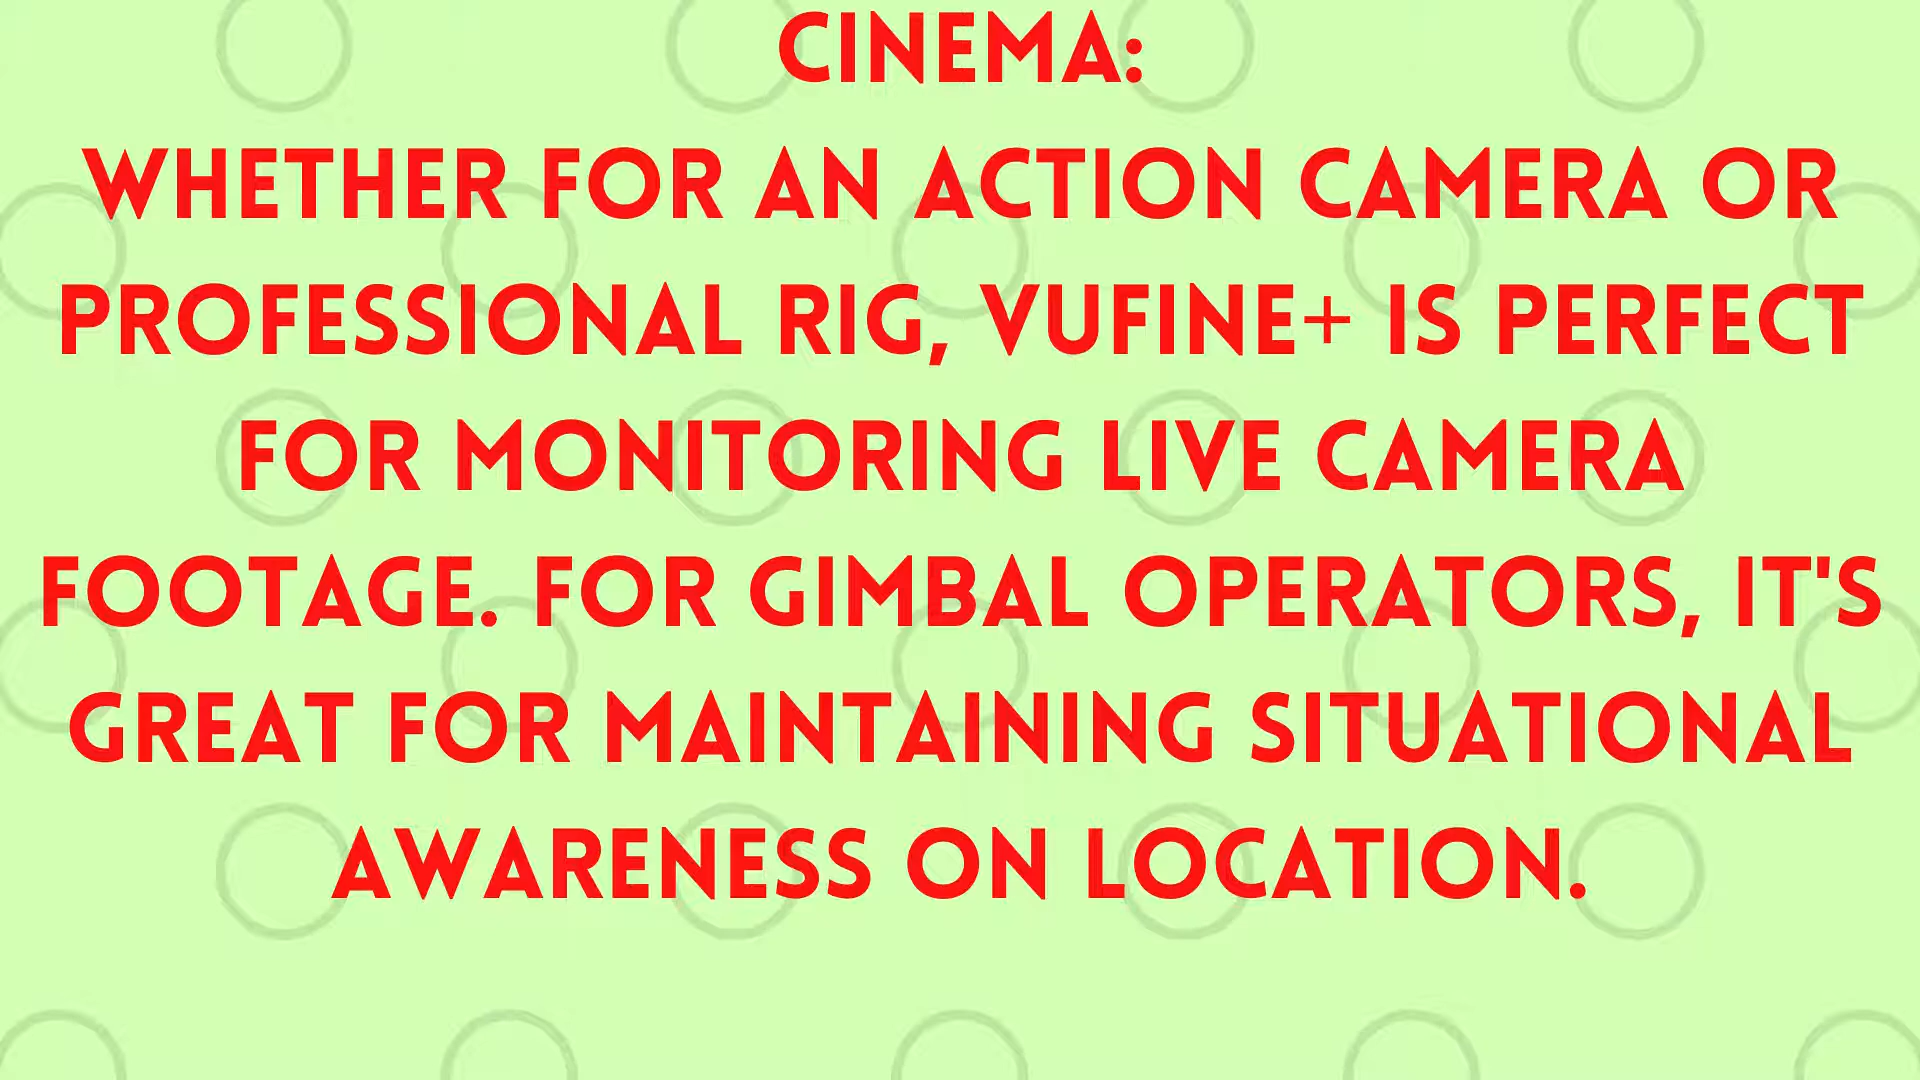 CINEMA:
WHETHER FOR AN ACTION CAMERA OR
PROFESSIONAL RIG, VUFINE+ IS PERFECT
FOR MONITORING LIVE CAMERA
FOOTAGE. FOR GIMBAL OPERATORS, IT'S
GREAT FOR MAINTAINING SITUATIONAL
AWARENESS ON LOCATION.